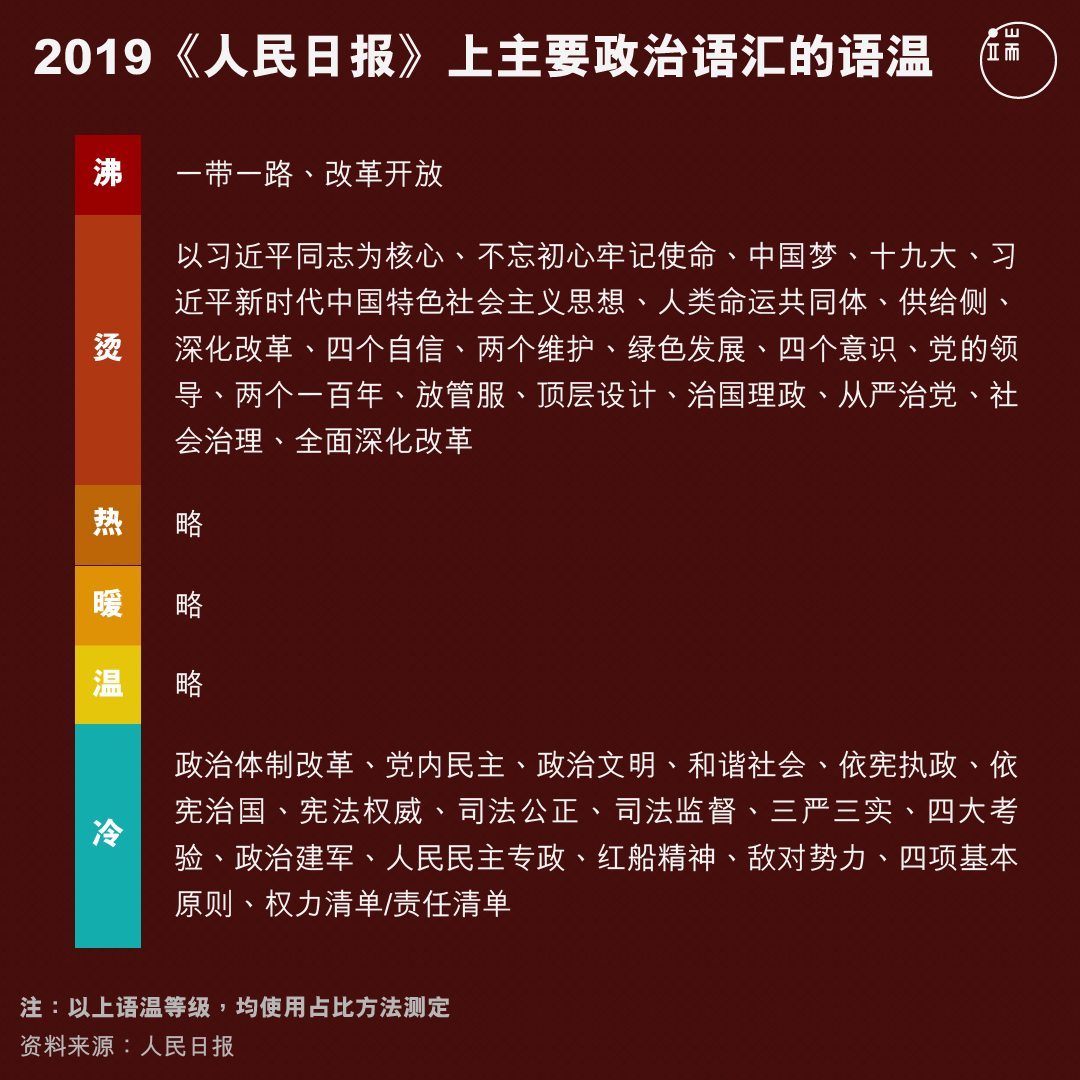 2019《人民日报》上主要政治语汇的语温
端
沸
一带一路、改革开放
烫
以习近平同志为核心、不忘初心牢记使命、中国梦、十九大、习
近平新时代中国特色社会主义思想、人类命运共同体、供给侧、
深化改革、四个自信、两个维护、绿色发展、四个意识、党的领
导、两个一百年、放管服、顶层设计、治国理政、从严治党、社
会治理、全面深化改革
热
略
暖
略
温
略
冷
政治体制改革、党内民主、政治文明、和谐社会、依宪执政、依
宪治国、宪法权威、司法公正、司法监督、三严三实、四大考
验、政治建军、人民民主专政、红船精神、敌对势力、四项基本
原则、权力清单/责任清单
注：以上语温等级，均使用占比方法测定
资料来源：人民日报